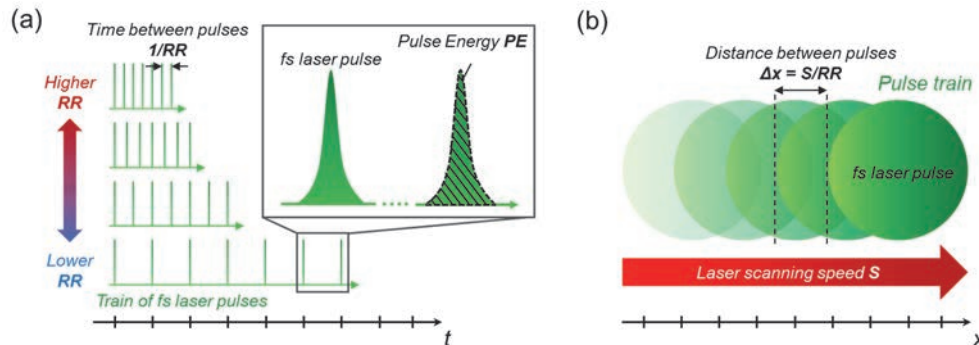 (a)
Time between pulses
1/RR
Higher
RR
Lower
RR
Train of fs laser pulses
t
fs laser pulse
Pulse Energy PE
(b)
Distance between pulses
Δx = S/RR
Pulse train
fs laser pulse
Laser scanning speed S
x